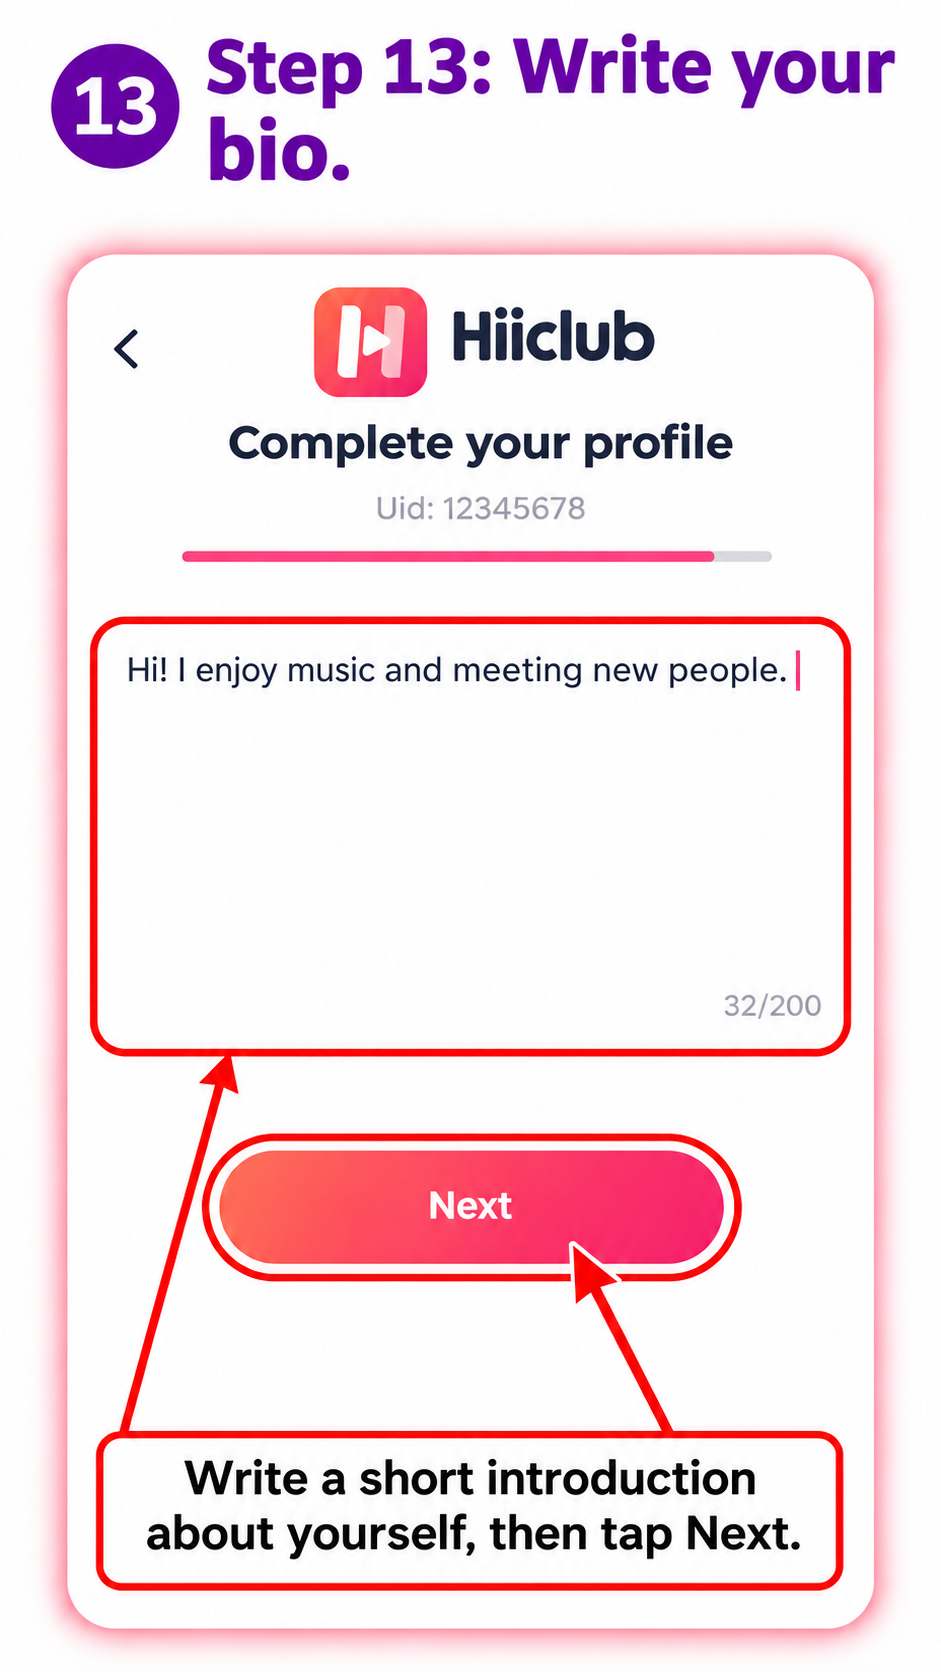 13
Step 13: Write your
bio.
Hiiclub
Complete your profile
Uid: 12345678
Hi! I enjoy music and meeting new people.
32/200
Next
Write a short introduction
about yourself, then tap Next.